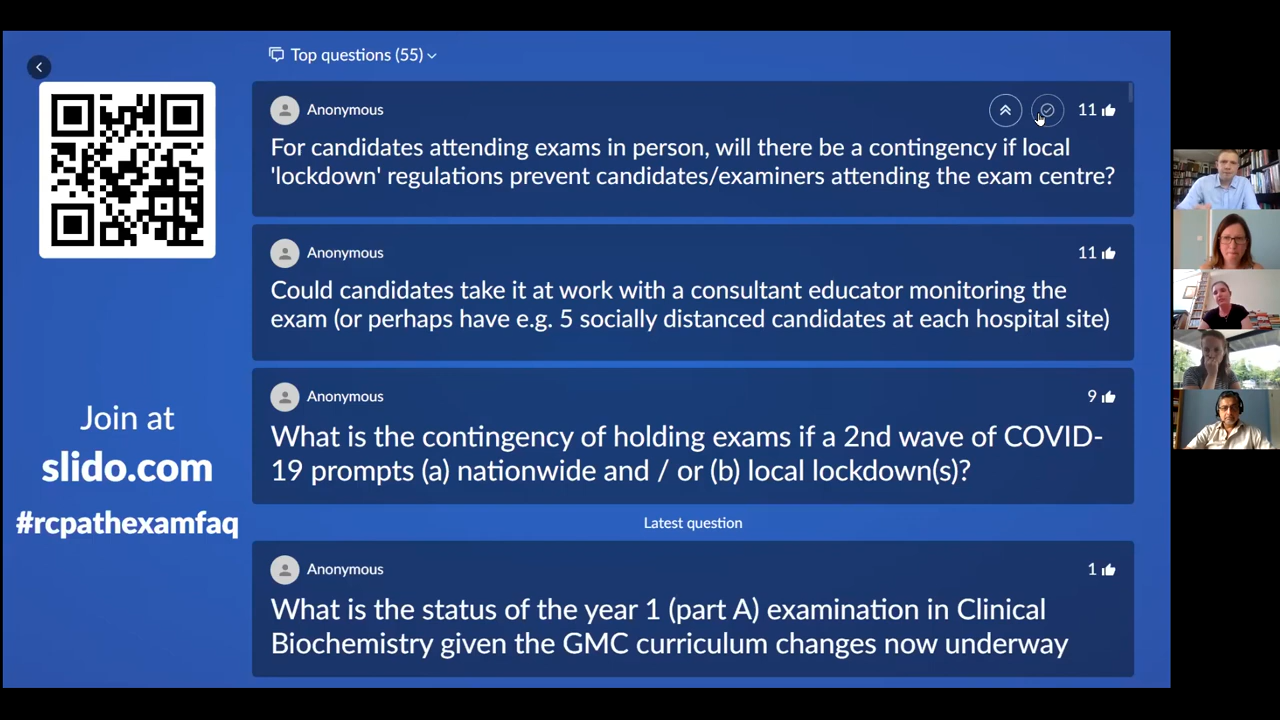 Top questions (55)
Anonymous
11
For candidates attending exams in person, will there be a contingency if local
'lockdown' regulations prevent candidates/examiners attending the exam centre?
Anonymous
11
Could candidates take it at work with a consultant educator monitoring the
exam (or perhaps have e.g. 5 socially distanced candidates at each hospital site)
Anonymous
9
What is the contingency of holding exams if a 2nd wave of COVID-
19 prompts (a) nationwide and / or (b) local lockdown(s)?
Latest question
Anonymous
1
What is the status of the year 1 (part A) examination in Clinical
Biochemistry given the GMC curriculum changes now underway
Join at
slido.com
#rcpathexamfaq